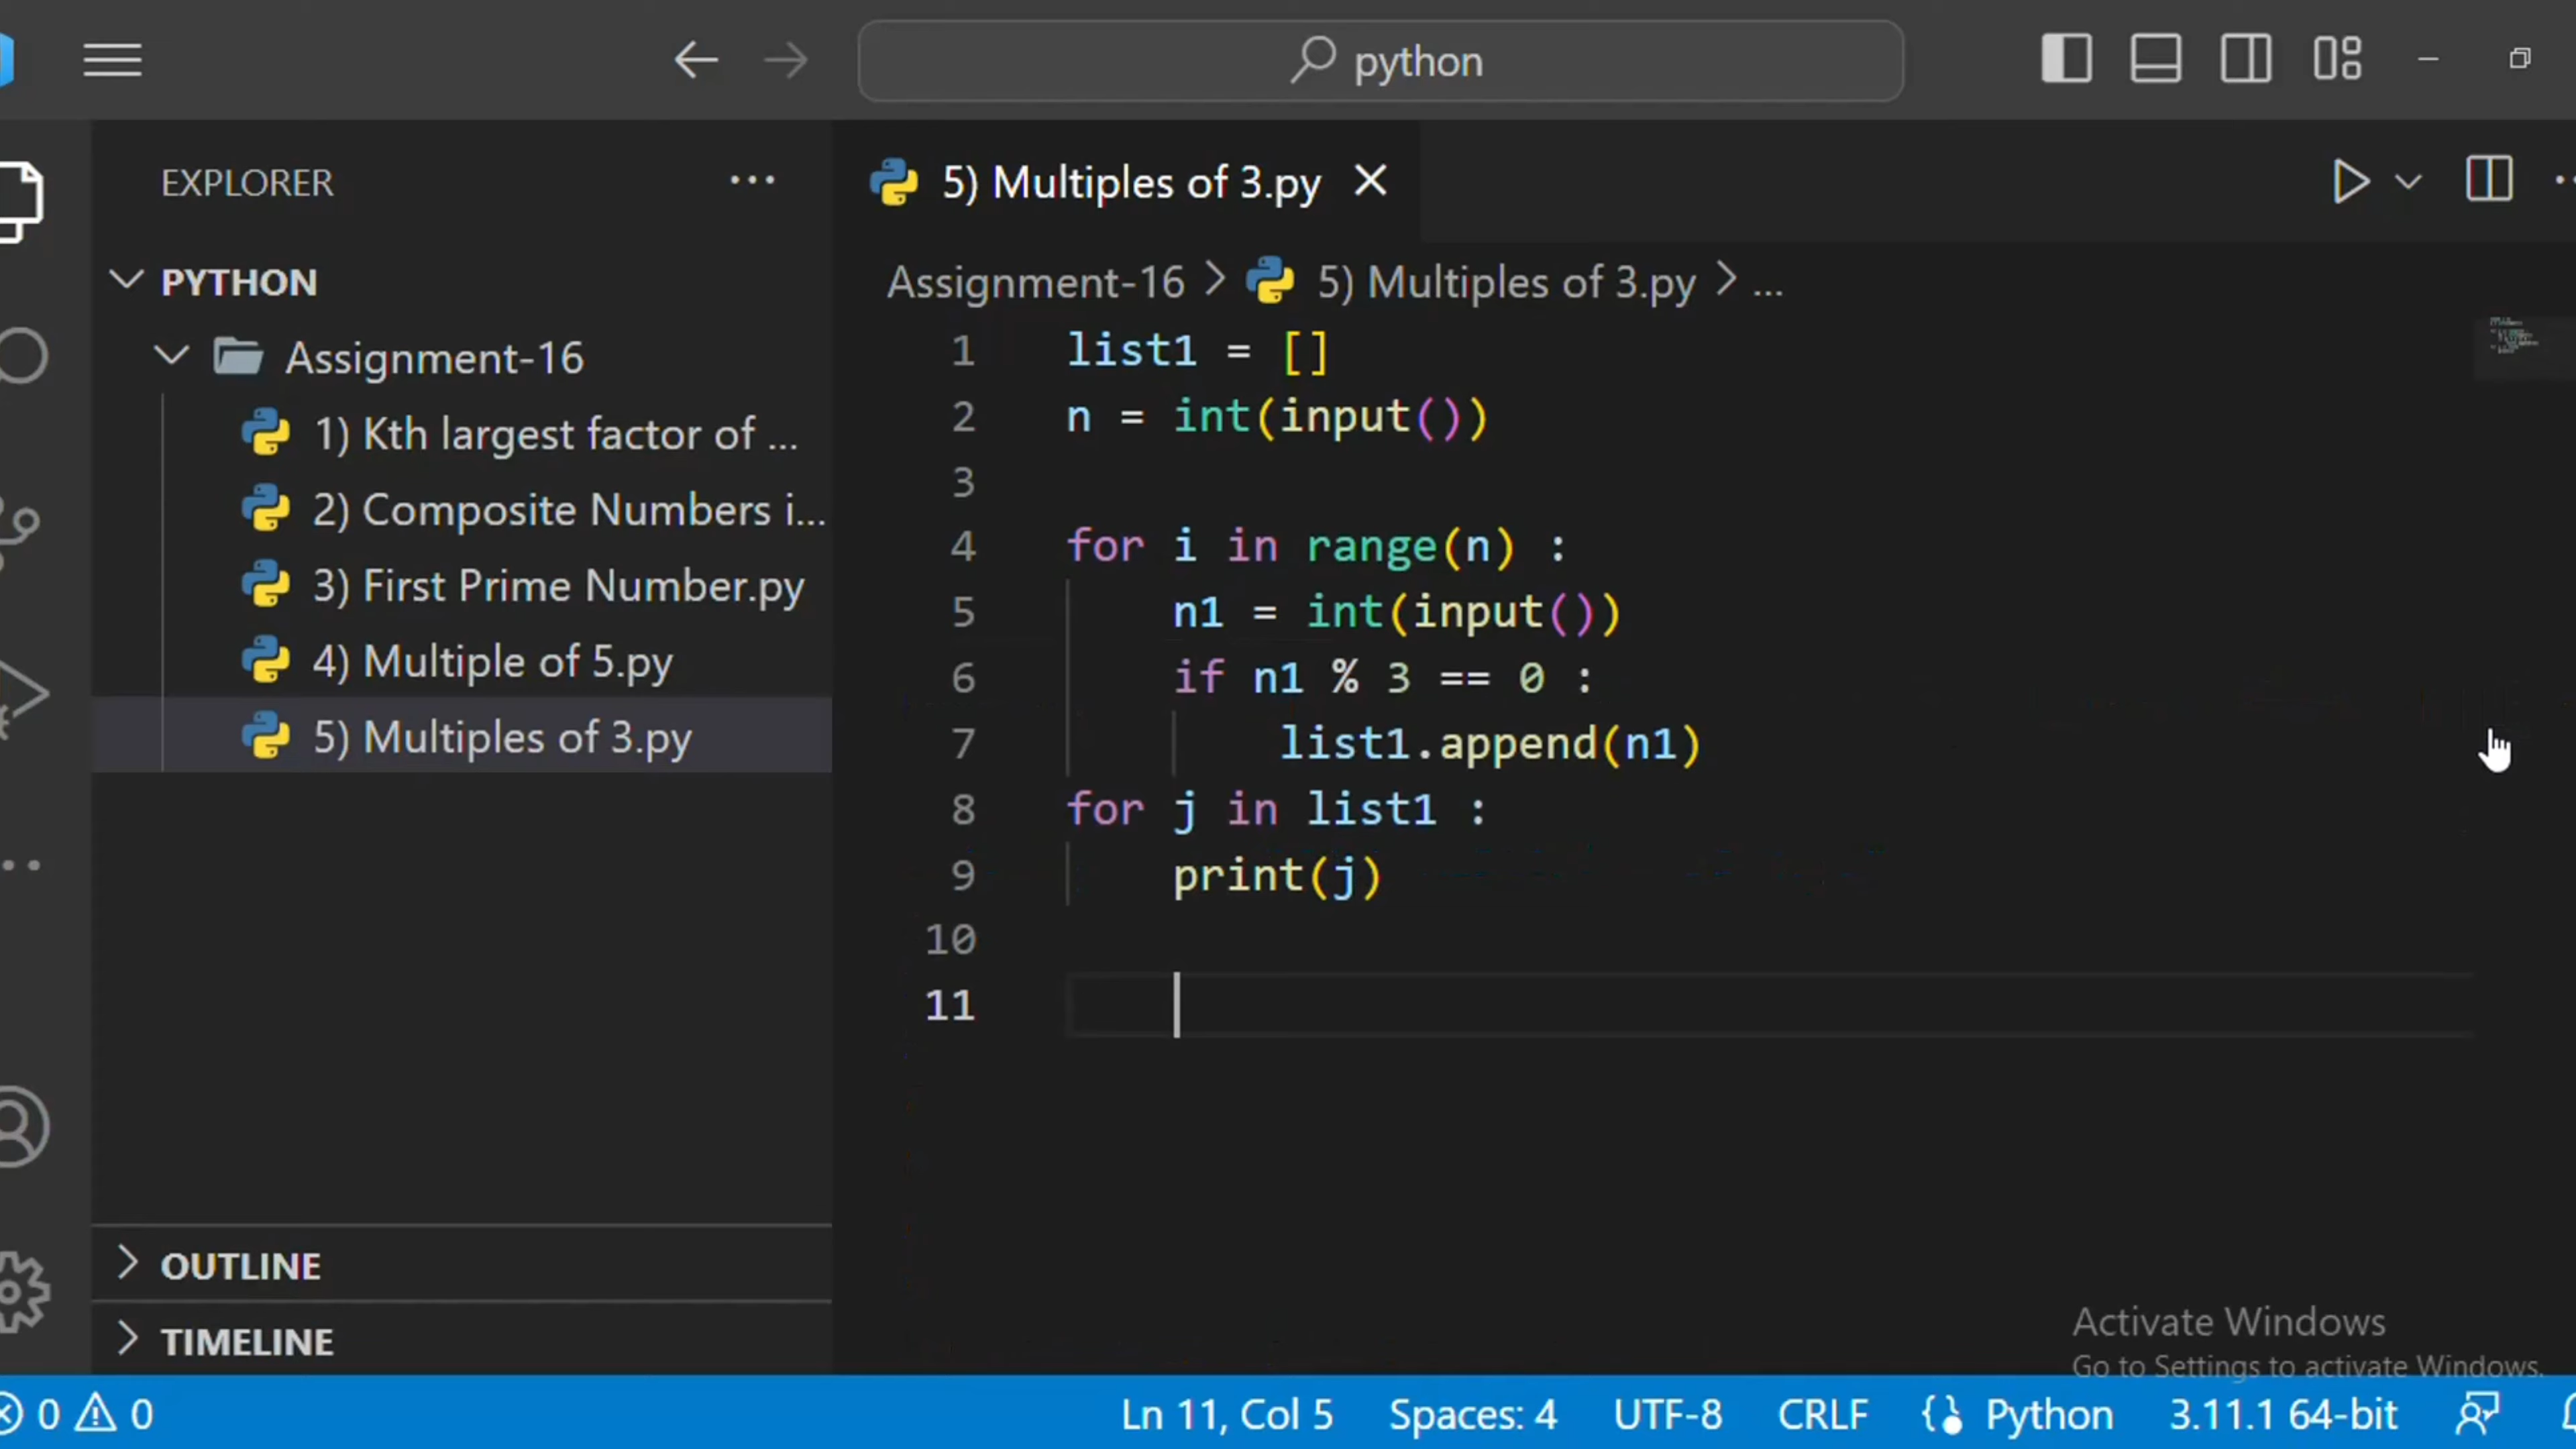 python
EXPLORER
PYTHON
Assignment-16
1) Kth largest factor of ...
2) Composite Numbers i...
3) First Prime Number.py
4) Multiple of 5.py
5) Multiples of 3.py
OUTLINE
TIMELINE
5) Multiples of 3.py
Assignment-16 > 5) Multiples of 3.py > ...
1 list1 = []
2 n = int(input())
3
4 for i in range(n) :
5     n1 = int(input())
6     if n1 % 3 == 0 :
7         list1.append(n1)
8 for j in list1 :
9     print(j)
10
11
Activate Windows
Go to Settings to activate Windows.
0 0 Ln 11, Col 5 Spaces: 4 UTF-8 CRLF Python 3.11.1 64-bit